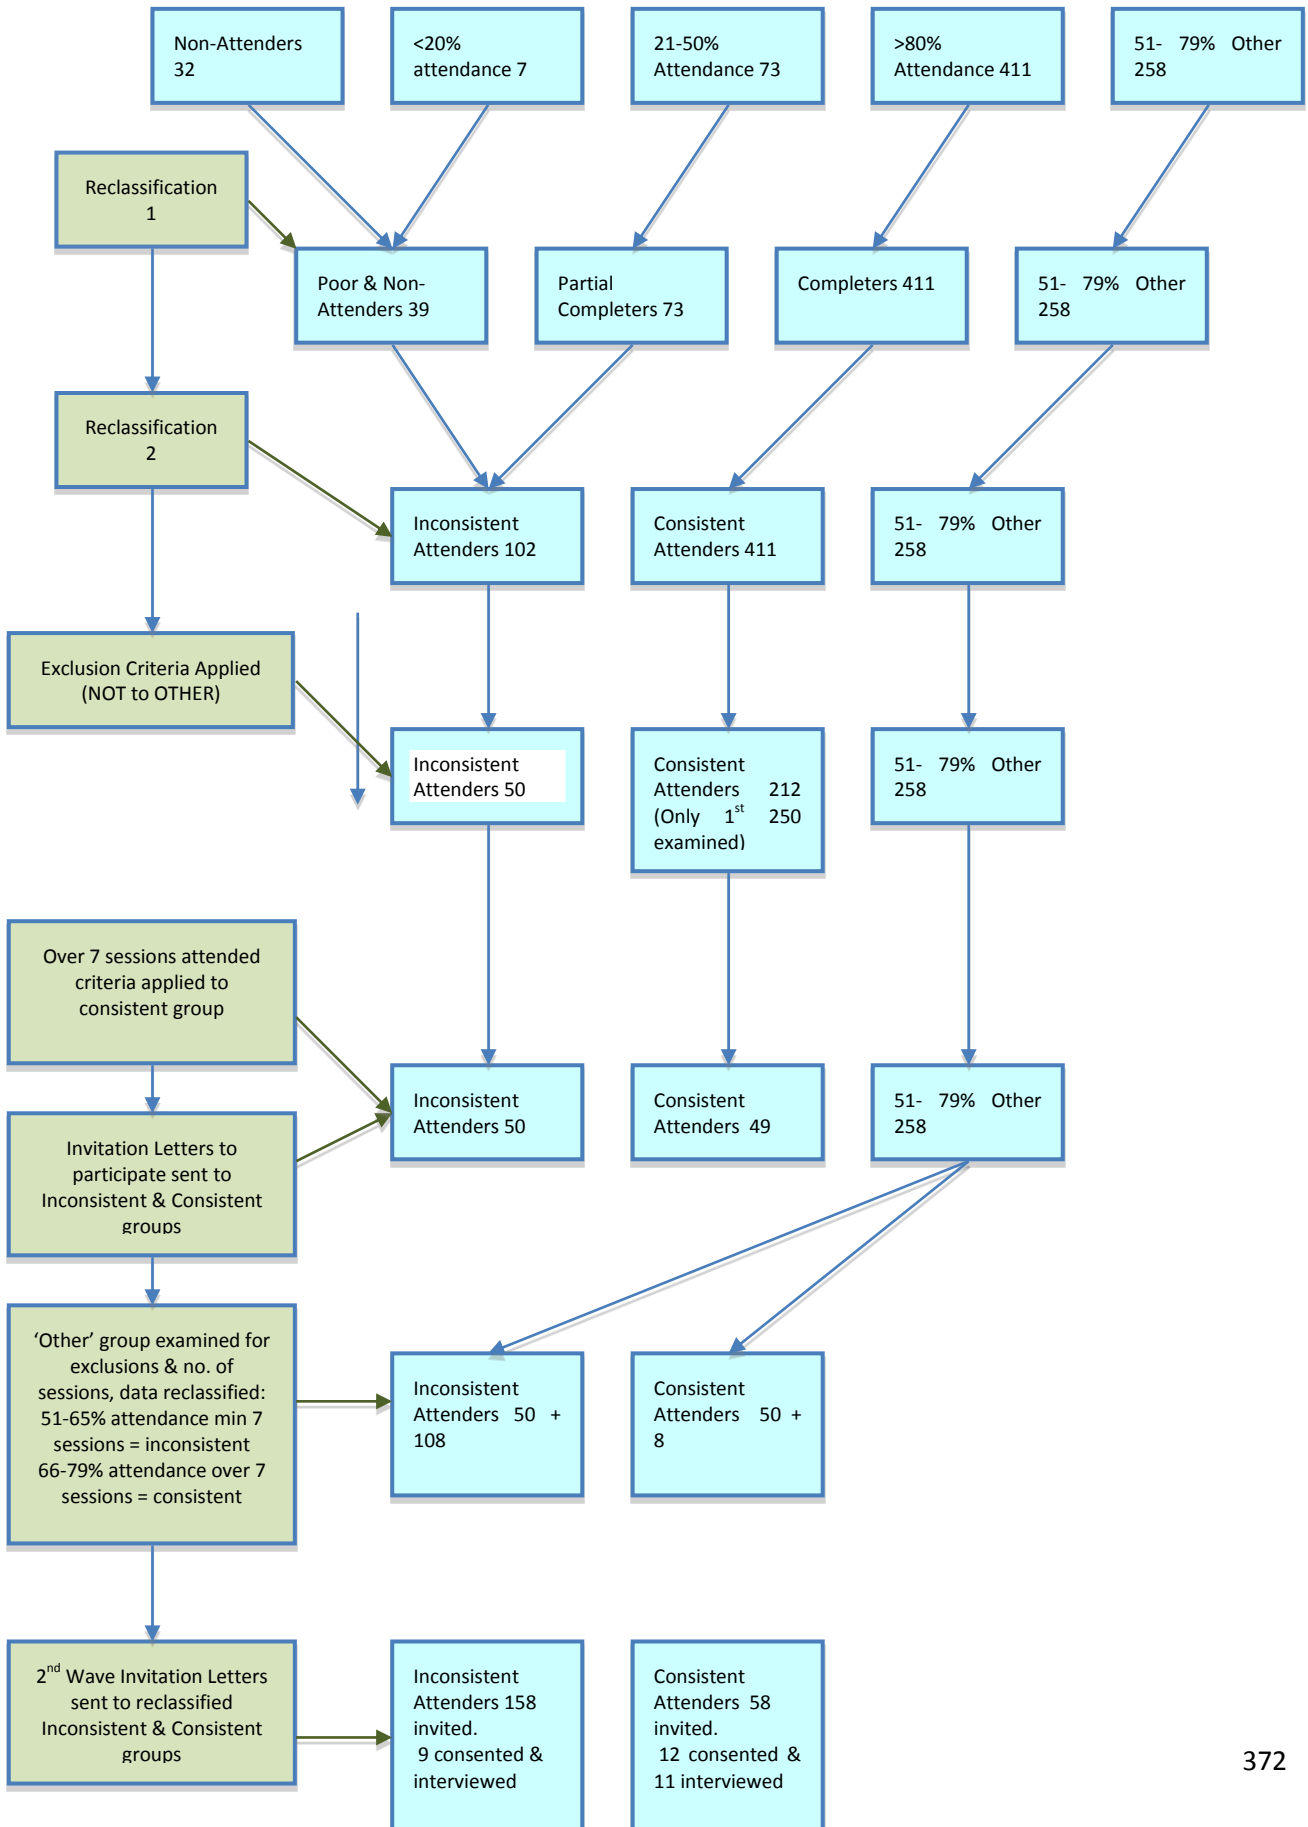 Non-Attenders
32
<20%
attendance 7
21-50%
Attendance 73
>80%
Attendance 411
51- 79% Other
258
Reclassification
1
Poor & Non-
Attenders 39
Partial
Completers 73
Completers 411
51- 79% Other
258
Reclassification
2
Inconsistent
Attenders 102
Consistent
Attenders 411
51- 79% Other
258
Exclusion Criteria Applied
(NOT to OTHER)
Inconsistent
Attenders 50
Consistent
Attenders 212
(Only 1st 250
examined)
51- 79% Other
258
Over 7 sessions attended
criteria applied to
consistent group
Inconsistent
Attenders 50
Consistent
Attenders 49
51- 79% Other
258
Invitation Letters to
participate sent to
Inconsistent & Consistent
groups
‘Other’ group examined for
exclusions & no. of
sessions, data reclassified:
51-65% attendance min 7
sessions = inconsistent
66-79% attendance over 7
sessions = consistent
Inconsistent
Attenders 50 +
108
Consistent
Attenders 50 +
8
2nd Wave Invitation Letters
sent to reclassified
Inconsistent & Consistent
groups
Inconsistent
Attenders 158
invited.
9 consented &
interviewed
Consistent
Attenders 58
invited.
12 consented &
11 interviewed
372